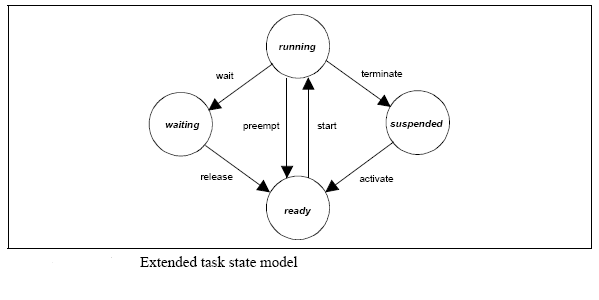 running
wait
terminate
waiting
preempt
start
suspended
release
activate
ready
Extended task state model